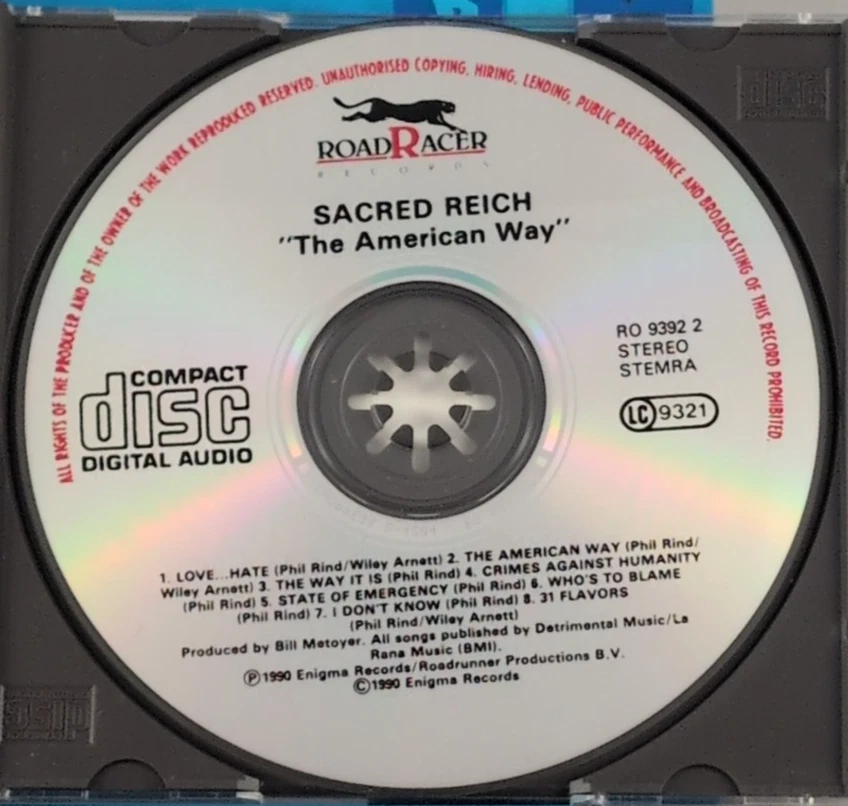 ALL RIGHTS OF THE PRODUCER AND OF THE OWNER OF THE WORK REPRODUCED RESERVED. UNAUTHORISED COPYING, HIRING, LENDING, PUBLIC PERFORMANCE AND BROADCASTING OF THIS RECORD PROHIBITED.
ROADRACER
RECORDS
SACRED REICH
"The American Way"
RO 9392 2
STEREO
STEMRA
LC 9321
COMPACT
disc
DIGITAL AUDIO
1. LOVE...HATE (Phil Rind/Wiley Arnett) 2. THE AMERICAN WAY (Phil Rind/
Wiley Arnett) 3. THE WAY IT IS (Phil Rind) 4. CRIMES AGAINST HUMANITY
(Phil Rind) 5. STATE OF EMERGENCY (Phil Rind) 6. WHO'S TO BLAME
(Phil Rind) 7. I DON'T KNOW (Phil Rind) 8. 31 FLAVORS
(Phil Rind/Wiley Arnett)
Produced by Bill Metoyer. All songs published by Detrimental Music/La
Rana Music (BMI).
Ⓟ1990 Enigma Records/Roadrunner Productions B.V.
©1990 Enigma Records